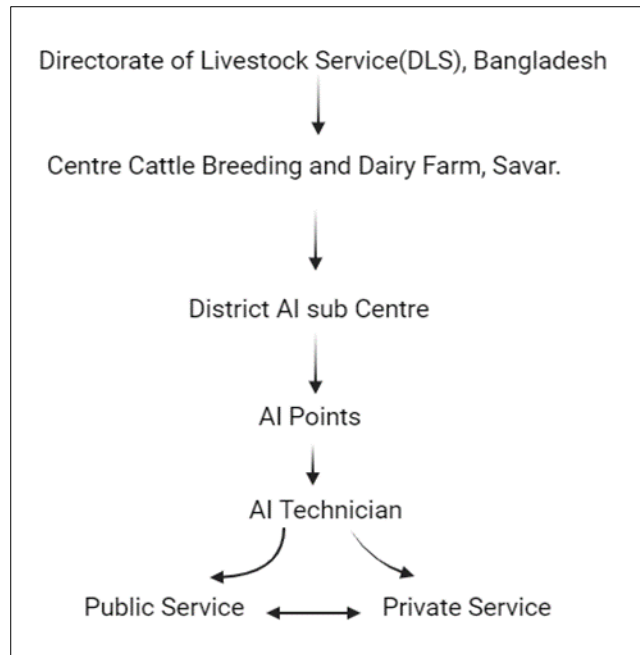 Directorate of Livestock Service(DLS), Bangladesh
Centre Cattle Breeding and Dairy Farm, Savar.
District AI sub Centre
AI Points
AI Technician
Public Service
Private Service